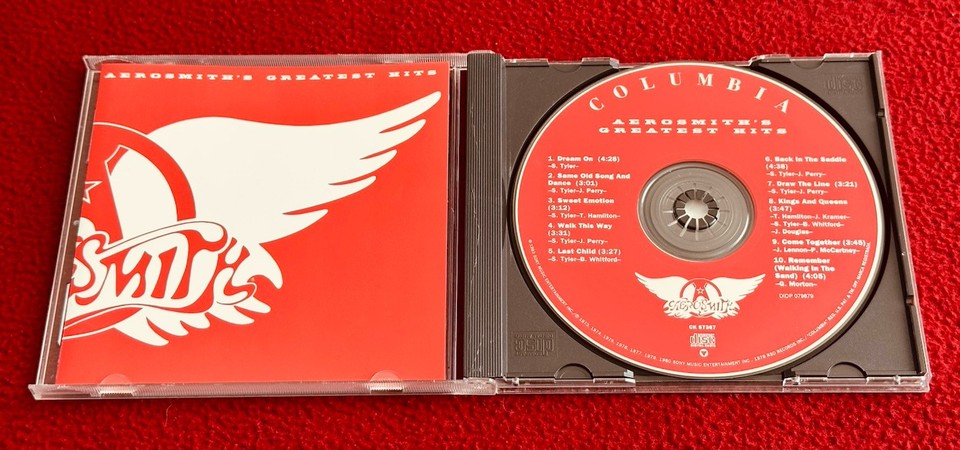 AEROSMITH'S GREATEST HITS
SMITH
COLUMBIA
AEROSMITH'S
GREATEST HITS
1. Dream On (4:28)
–S. Tyler–
2. Same Old Song And
Dance (3:01)
–S. Tyler–J. Perry–
3. Sweet Emotion
(3:12)
–S. Tyler–T. Hamilton–
4. Walk This Way
(3:31)
–S. Tyler–J. Perry–
5. Last Child (3:27)
–S. Tyler–B. Whitford–
6. Back In The Saddle
(4:38)
–S. Tyler–J. Perry–
7. Draw The Line (3:21)
–S. Tyler–J. Perry–
8. Kings And Queens
(3:47)
–T. Hamilton–J. Kramer–
–S. Tyler–B. Whitford–
–J. Douglas–
9. Come Together (3:45)
–J. Lennon–P. McCartney–
10. Remember
(Walking In The
Sand) (4:05)
–G. Morton–
DIDP 079879
AEROSMITH
CK 57367
disc